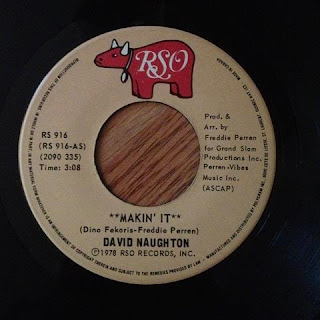 RSO
RS 916
(RS 916-AS)
(2090 335)
Time: 3:08
Prod. &
Arr. by
Freddie Perren
for Grand Slam
Productions Inc.
Perren-Vibes
Music Inc.
(ASCAP)
**MAKIN' IT**
(Dino Fekaris-Freddie Perren)
DAVID NAUGHTON
Ⓟ1978 RSO RECORDS, INC.